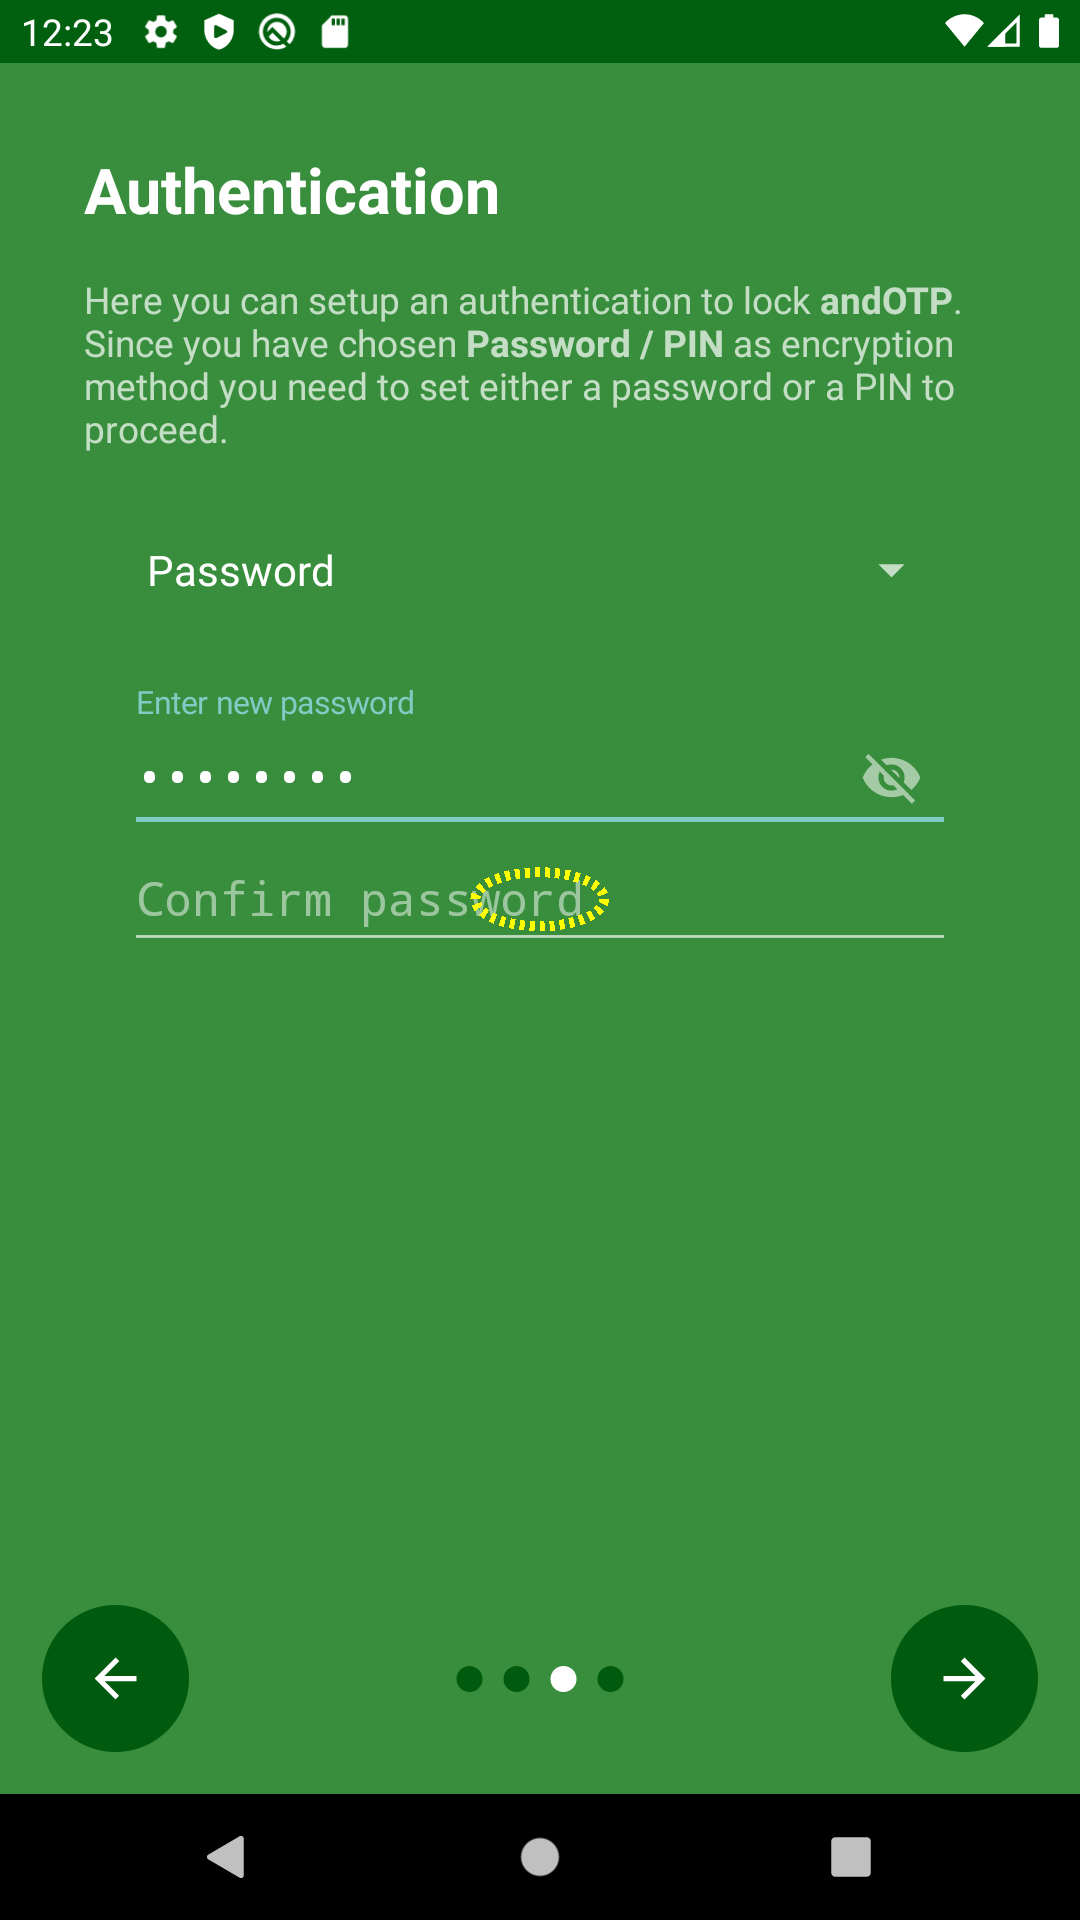 12:23
Authentication
Here you can setup an authentication to lock andOTP.
Since you have chosen Password / PIN as encryption
method you need to set either a password or a PIN to
proceed.
Password
Enter new password
••••••••
Confirm password